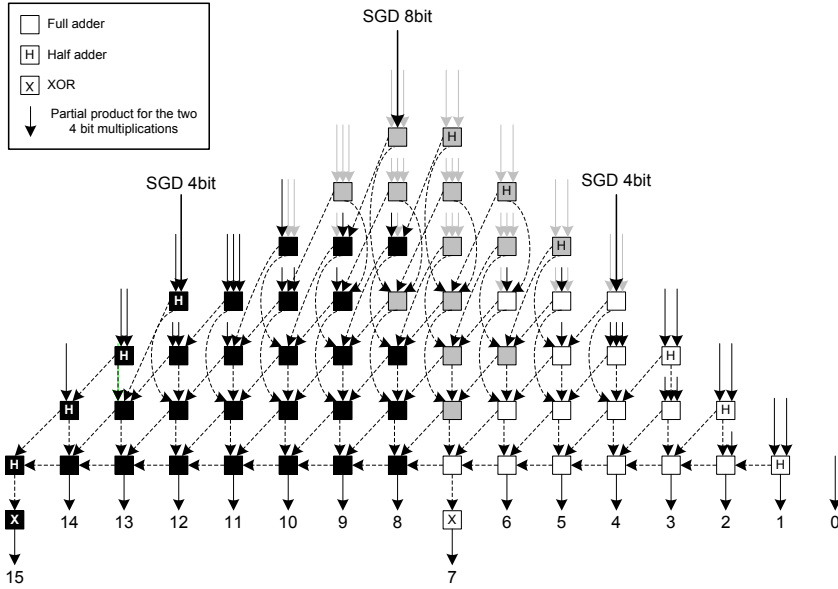 SGD 8bit
Full adder
H Half adder
X XOR
Partial product for the two
4 bit multiplications
H
SGD 4bit
SGD 4bit
H
H
H
H
H
H
H
H
H
X
14
13
12
11
10
9
8
X
6
5
4
3
2
1
0
15
7